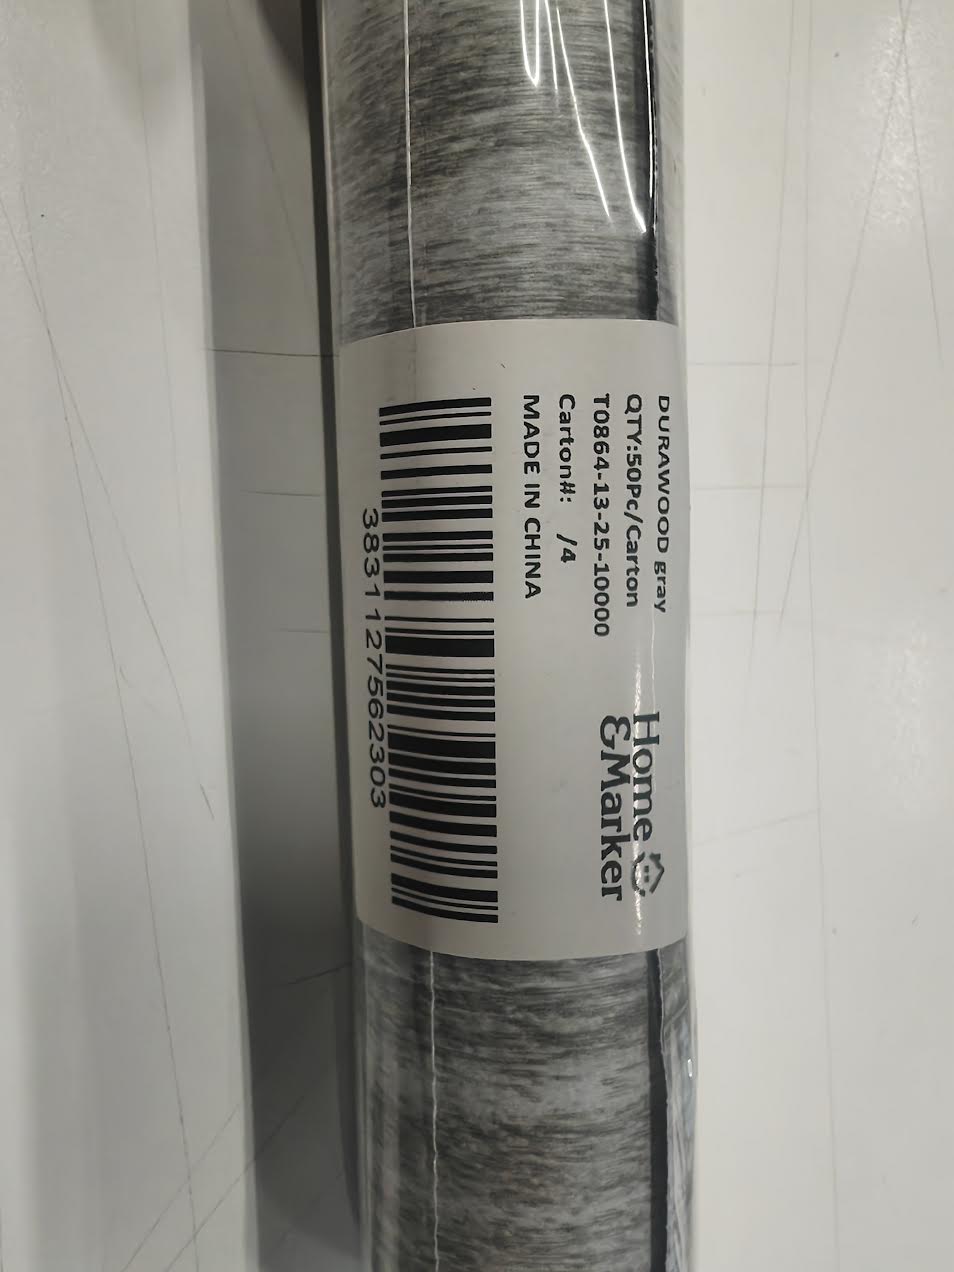 DURAWOOD gray
QTY:50Pc/Carton
T0864-13-25-10000
Carton#: /4
MADE IN CHINA
Home
&Marker
3831127562303